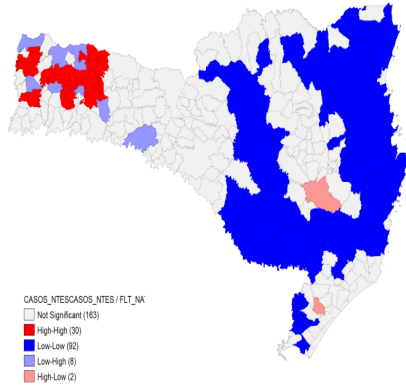 CASOS_NTESCASOS_NTES / FLT_NA
Not Significant (163)
High-High (30)
Low-Low (92)
Low-High (8)
High-Low (2)